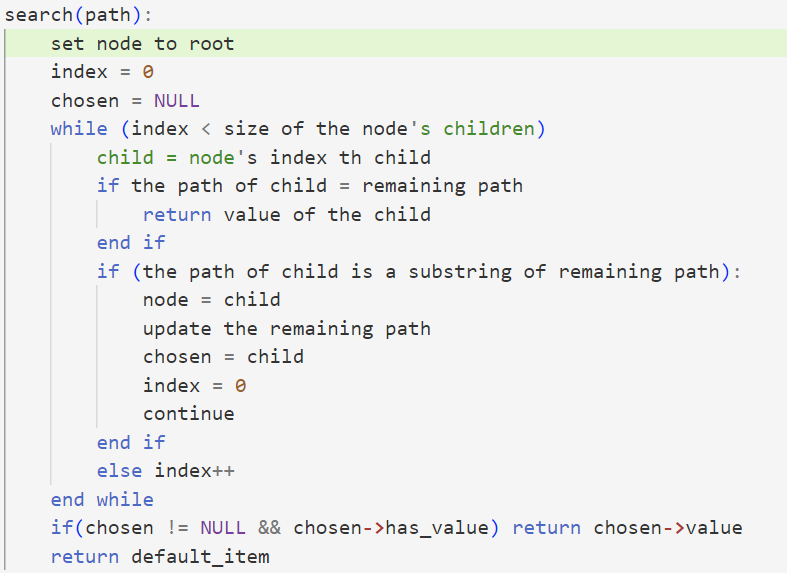 search(path):
    set node to root
    index = 0
    chosen = NULL
    while (index < size of the node's children)
        child = node's index th child
        if the path of child = remaining path
            return value of the child
        end if
        if (the path of child is a substring of remaining path):
            node = child
            update the remaining path
            chosen = child
            index = 0
            continue
        end if
        else index++
    end while
    if(chosen != NULL && chosen->has_value) return chosen->value
    return default_item